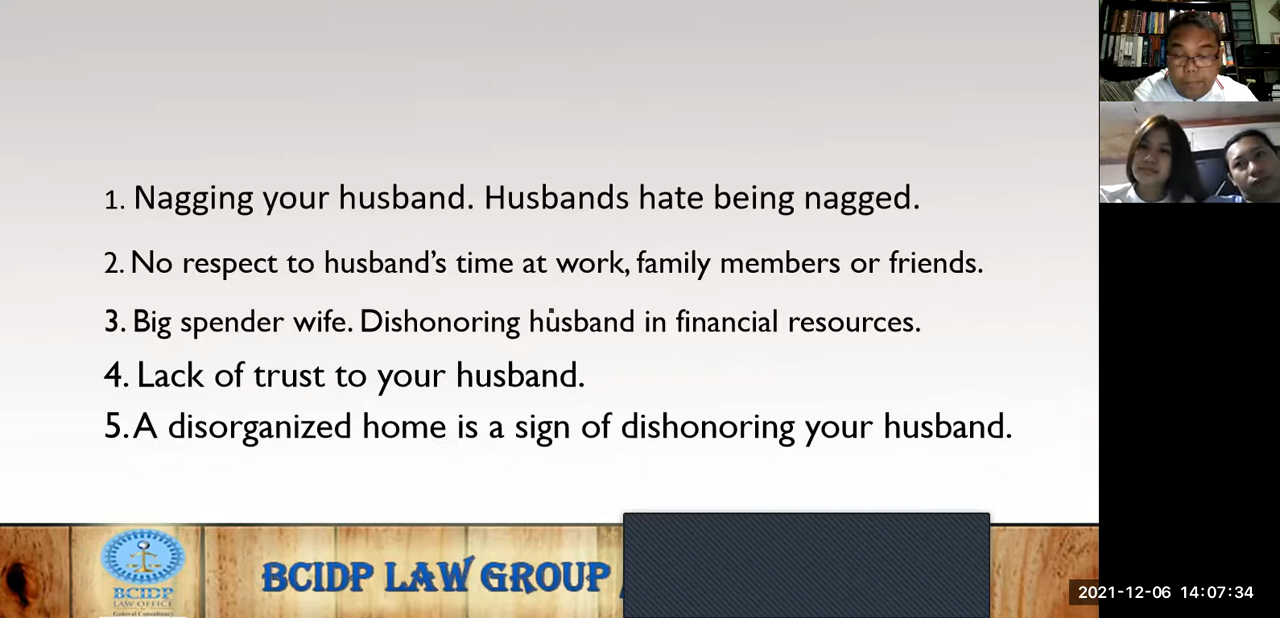 1. Nagging your husband. Husbands hate being nagged.
2. No respect to husband’s time at work, family members or friends.
3. Big spender wife. Dishonoring husband in financial resources.
4. Lack of trust to your husband.
5. A disorganized home is a sign of dishonoring your husband.
BCIDP
LAW OFFICE
General Consultancy
BCIDP LAW GROUP
2021-12-06 14:07:34